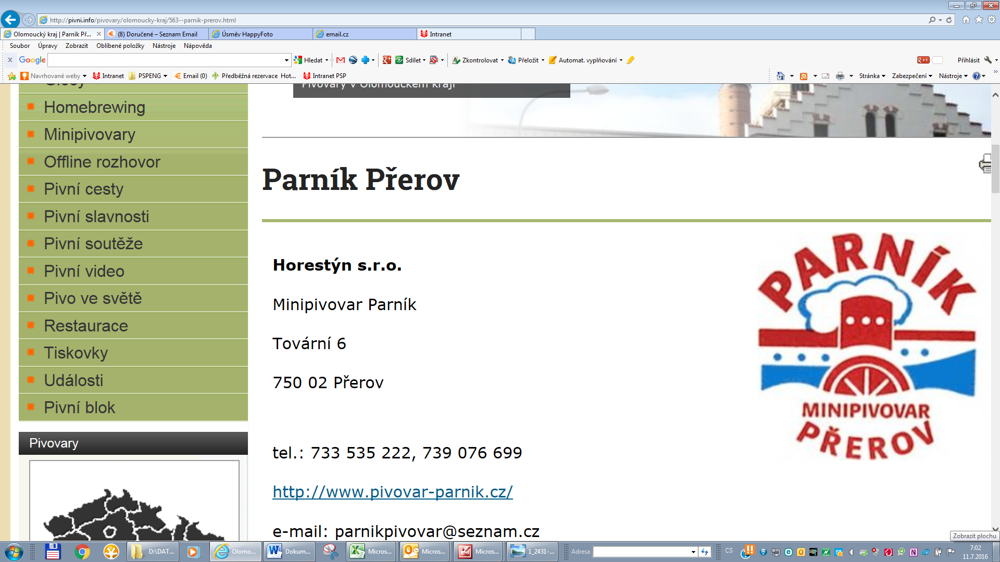 http://pivni.info/pivovary/olomoucky-kraj/563--parnik-prerov.html
Olomoucký kraj | Parník Př...
(8) Doručené – Seznam Email
Úsměv HappyFoto
email.cz
Intranet
Soubor Úpravy Zobrazit Oblíbené položky Nástroje Nápověda
x Google Hledat Sdílet Zkontrolovat Přeložit Automat. vyplňování g+1 Přihlásit
Navrhované weby Intranet PSPENG Email (0) Předběžná rezervace Hot... Intranet PSP Stránka Zabezpečení Nástroje
Pivovary v Olomouckém kraji
Homebrewing
Minipivovary
Offline rozhovor
Pivní cesty
Pivní slavnosti
Pivní soutěže
Pivní video
Pivo ve světě
Restaurace
Tiskovky
Události
Pivní blok
Pivovary
Parník Přerov
Horestýn s.r.o.
Minipivovar Parník
Tovární 6
750 02 Přerov
tel.: 733 535 222, 739 076 699
http://www.pivovar-parnik.cz/
e-mail: parnikpivovar@seznam.cz
PARNÍK
MINIPIVOVAR
PŘEROV
Zobrazit plochu
D:\DAT... Olomo... Dokum... Micros... Micros... Micros... 1_2431-... Adresa CS
7:02
11.7.2016